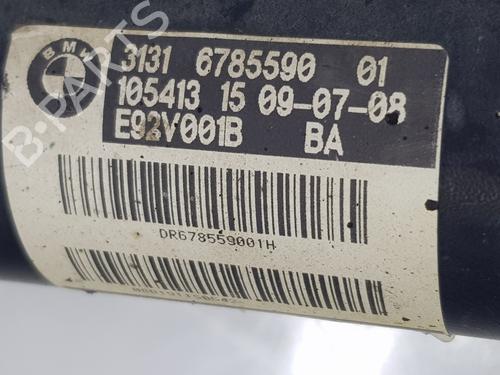 BMW
3131 6785590 01
105413 15 09-07-08
E92V001B BA
DR678559001H
B-PARTS